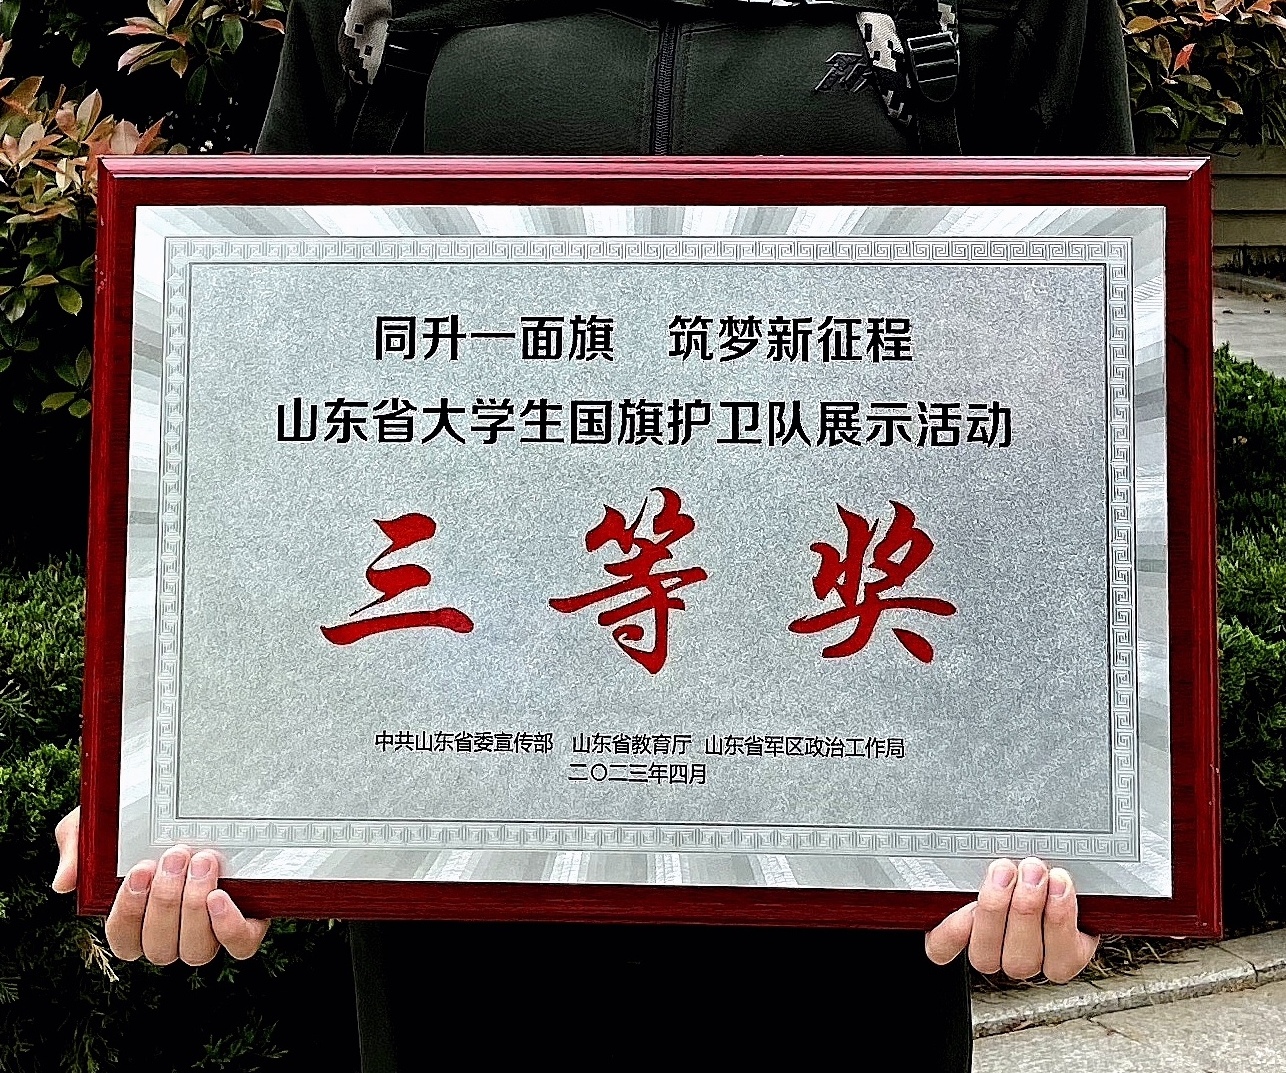 同升一面旗 筑梦新征程
山东省大学生国旗护卫队展示活动
三等奖
中共山东省委宣传部 山东省教育厅 山东省军区政治工作局
二〇二三年四月